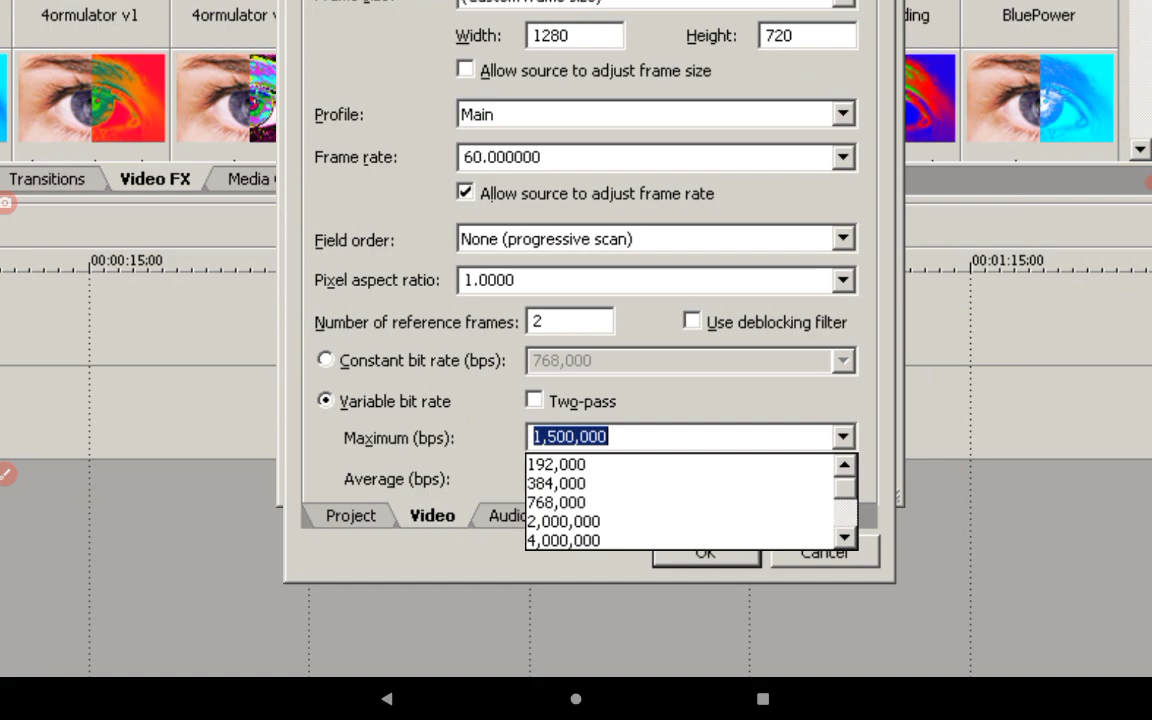 4ormulator v1
4ormulator
ding
BluePower
Width: 1280 Height: 720
Allow source to adjust frame size
Profile: Main
Frame rate: 60.000000
Transitions Video FX Media
Allow source to adjust frame rate
Field order: None (progressive scan)
00:00:15:00 00:01:15:00
Pixel aspect ratio: 1.0000
Number of reference frames: 2 Use deblocking filter
Constant bit rate (bps): 768,000
Variable bit rate Two-pass
Maximum (bps): 1,500,000
192,000
Average (bps): 384,000
768,000
Project Video Audio 2,000,000
4,000,000
OK Cancel